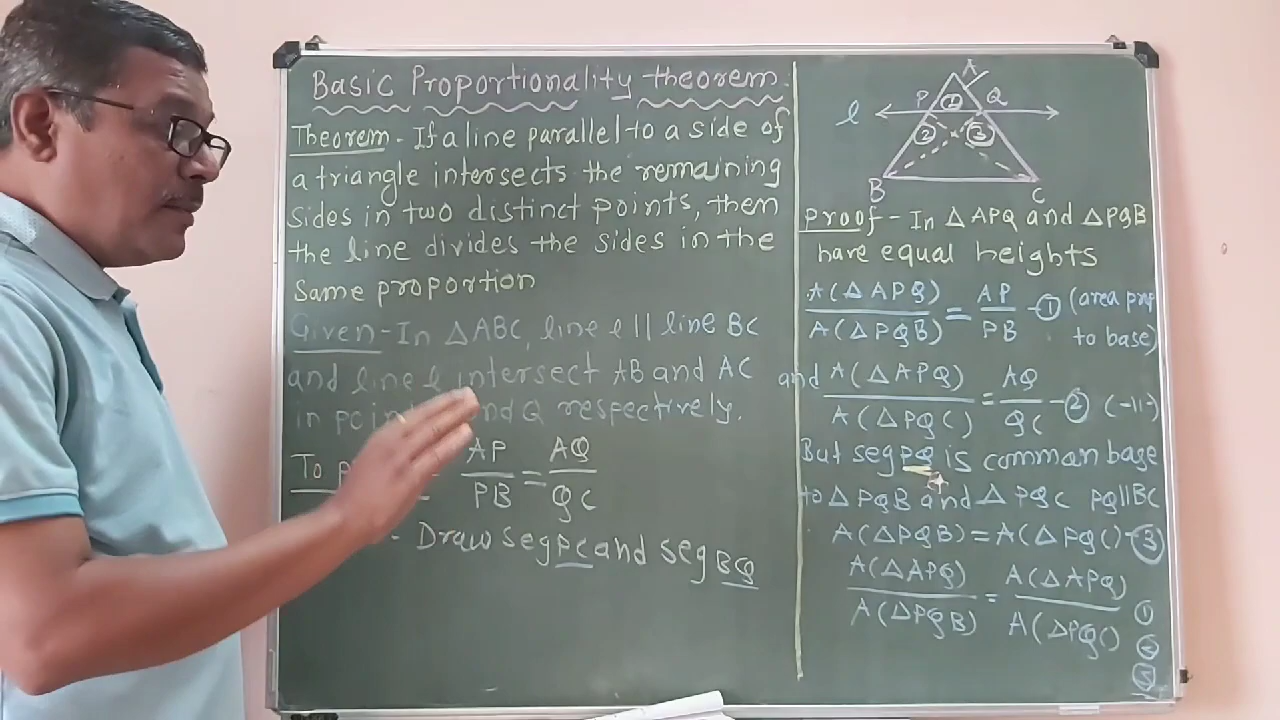 Basic Proportionality theorem.
Theorem - If a line parallel to a side of
a triangle intersects the remaining
sides in two distinct points, then
the line divides the sides in the
same proportion
Given - In △ABC, line l || line BC
and line l intersect AB and AC
in and Q respectively.
To
AP/PB = AQ/QC
- Draw seg PC and seg BQ
A
P ① Q
l
② ③
B C
proof - In △APQ and △PQB
have equal heights
A(△APQ)/A(△PQB) = AP/PB - ① (area prop
to base)
and A(△APQ)/A(△PQC) = AQ/QC - ② (-11-)
But seg PQ is comman base
to △PQB and △PQC PQ||BC
A(△PQB) = A(△PQC) - ③
A(△APQ)/A(△PQB) = A(△APQ)/A(△PQC) ①
②
③